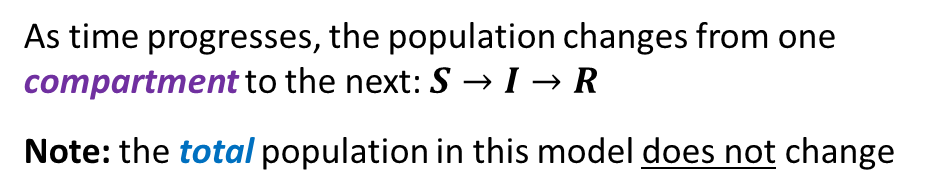 As time progresses, the population changes from one
compartment to the next: S → I → R
Note: the total population in this model does not change